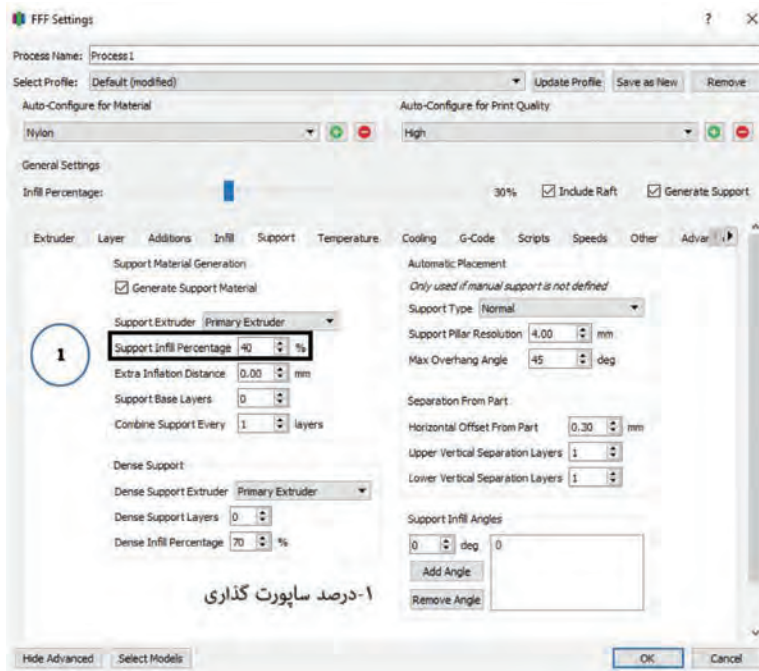 FFF Settings
? ×
Process Name: Process1
Select Profile: Default (modified) Update Profile Save as New Remove
Auto-Configure for Material Auto-Configure for Print Quality
Nylon High
General Settings
Infill Percentage: 30% Include Raft Generate Support
Extruder Layer Additions Infill Support Temperature Cooling G-Code Scripts Speeds Other
Support Material Generation
Generate Support Material
Support Extruder Primary Extruder
1
Support Infill Percentage 40 %
Extra Inflation Distance 0.00 mm
Support Base Layers 0
Combine Support Every 1 layers
Dense Support
Dense Support Extruder Primary Extruder
Dense Support Layers 0
Dense Infill Percentage 70 %
۱-درصد ساپورت گذاری
Automatic Placement
Only used if manual support is not defined
Support Type Normal
Support Pillar Resolution 4.00 mm
Max Overhang Angle 45 deg
Separation From Part
Horizontal Offset From Part 0.30 mm
Upper Vertical Separation Layers 1
Lower Vertical Separation Layers 1
Support Infill Angles
0 deg 0
Add Angle
Remove Angle
Hide Advanced Select Models OK Cancel